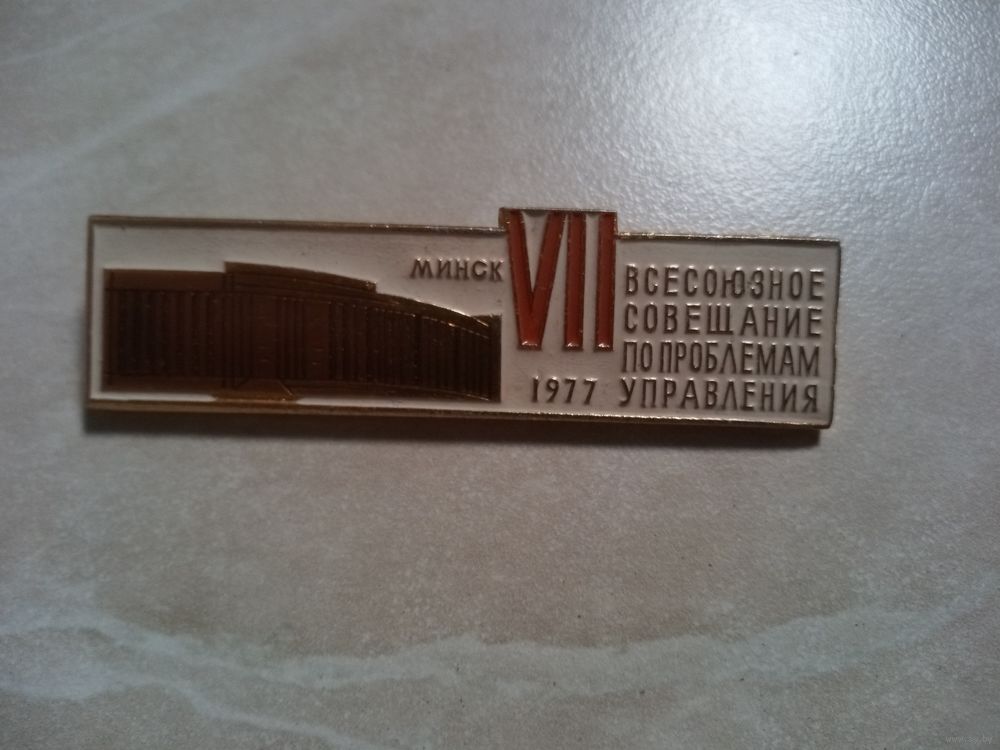 МИНСК
VII
1977
ВСЕСОЮЗНОЕ
СОВЕЩАНИЕ
ПО ПРОБЛЕМАМ
УПРАВЛЕНИЯ